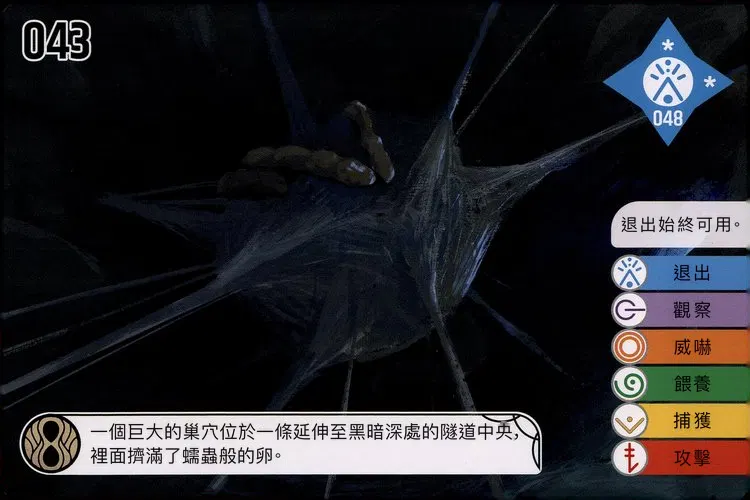 043
048
退出始終可用。
退出
觀察
威嚇
餵養
捕獲
攻擊
一個巨大的巢穴位於一條延伸至黑暗深處的隧道中央,
裡面擠滿了蠕蟲般的卵。